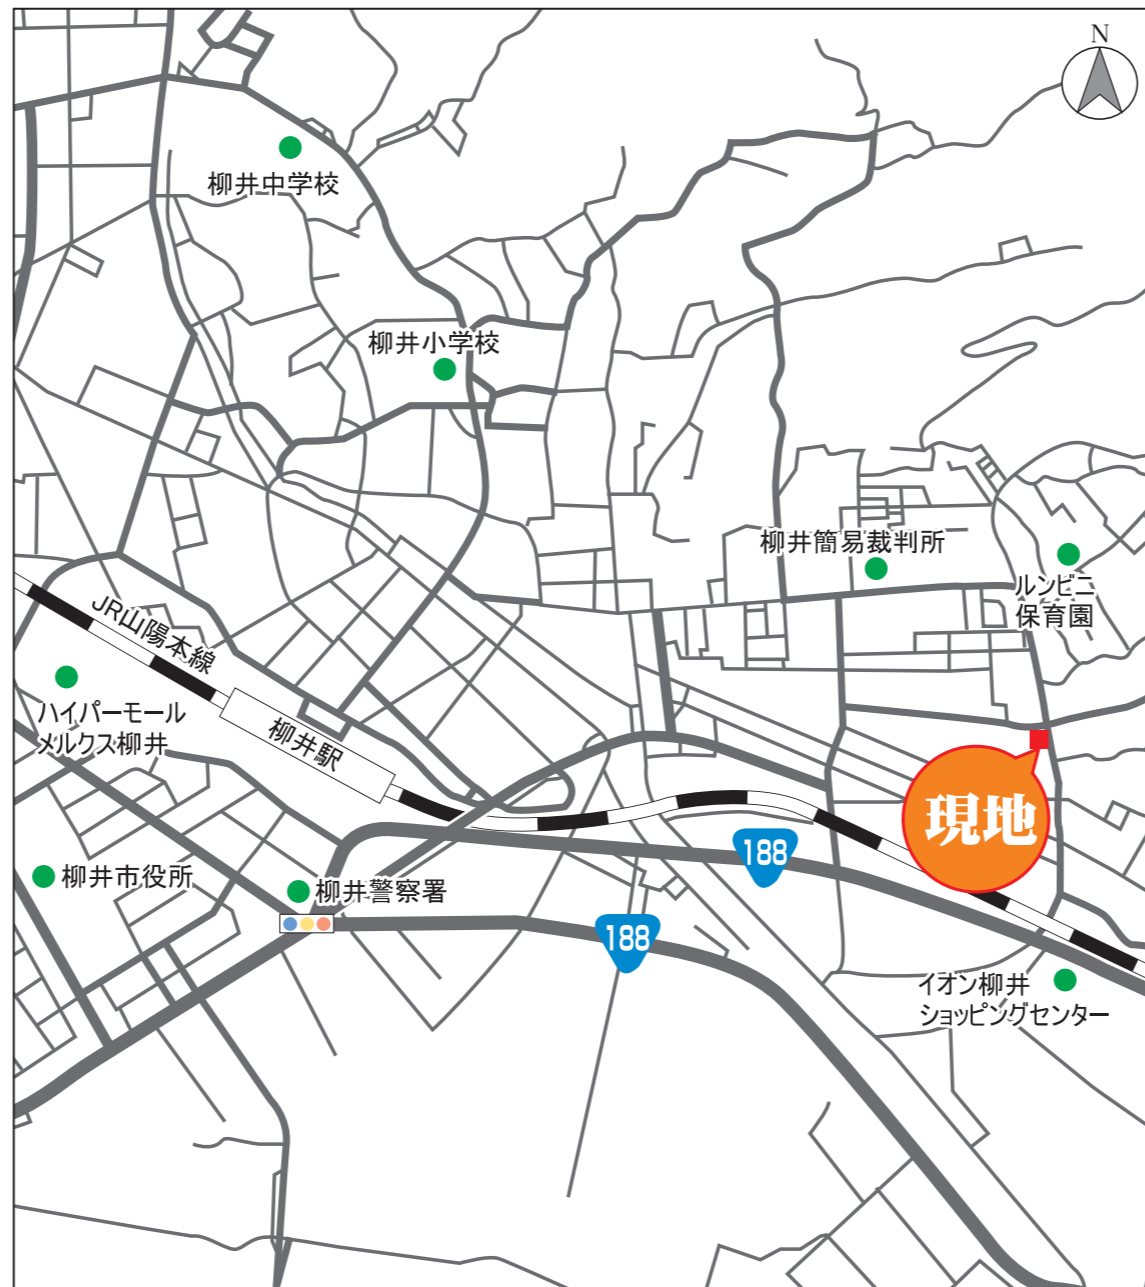 N
柳井中学校
柳井小学校
柳井簡易裁判所
ルンビニ
保育園
JR山陽本線
ハイパーモール
メルクス柳井
柳井駅
現地
188
柳井市役所
柳井警察署
188
イオン柳井
ショッピングセンター